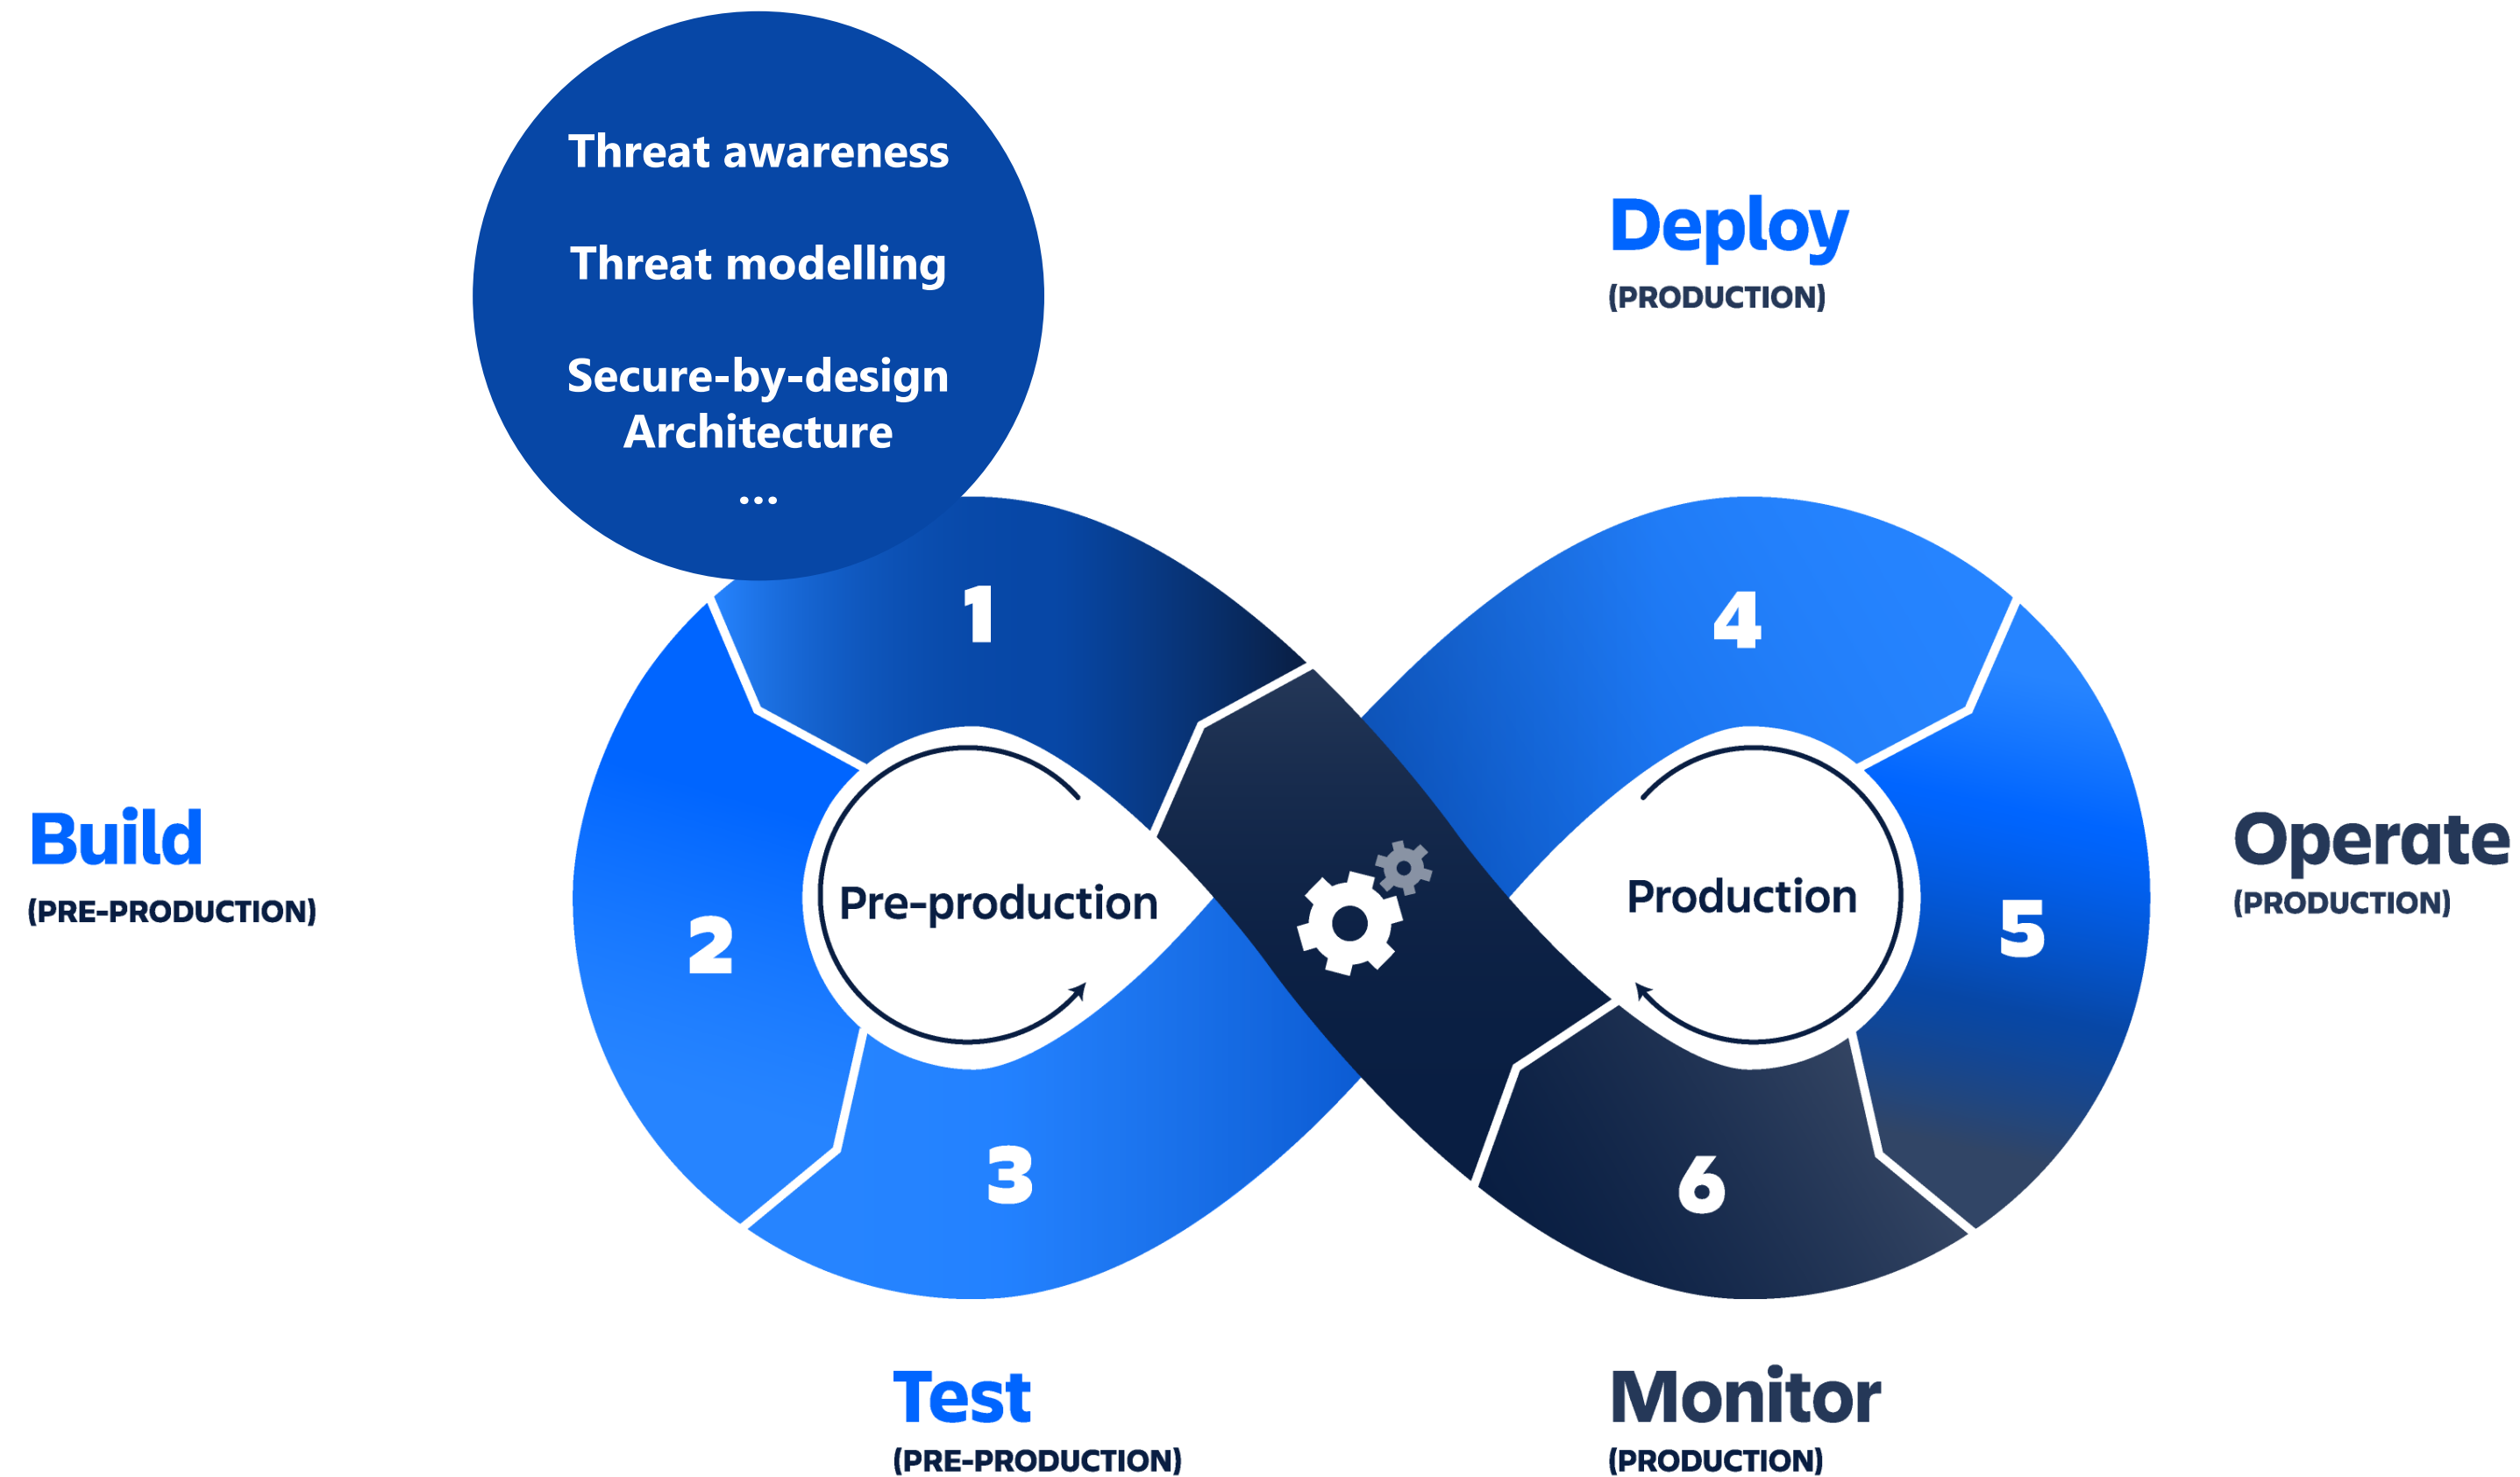 Threat awareness
Threat modelling
Secure-by-design
Architecture
...
Deploy
(PRODUCTION)
1
4
Build
(PRE-PRODUCTION)
2
Pre-production
Production
5
Operate
(PRODUCTION)
3
6
Test
(PRE-PRODUCTION)
Monitor
(PRODUCTION)